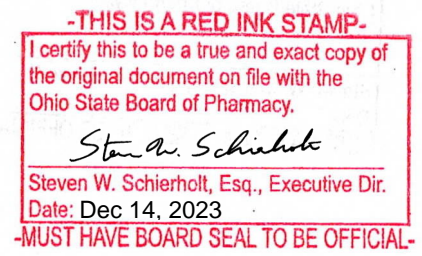 -THIS IS A RED INK STAMP-
I certify this to be a true and exact copy of
the original document on file with the
Ohio State Board of Pharmacy.
Steven W. Schierholt
Steven W. Schierholt, Esq., Executive Dir.
Date: Dec 14, 2023
-MUST HAVE BOARD SEAL TO BE OFFICIAL-